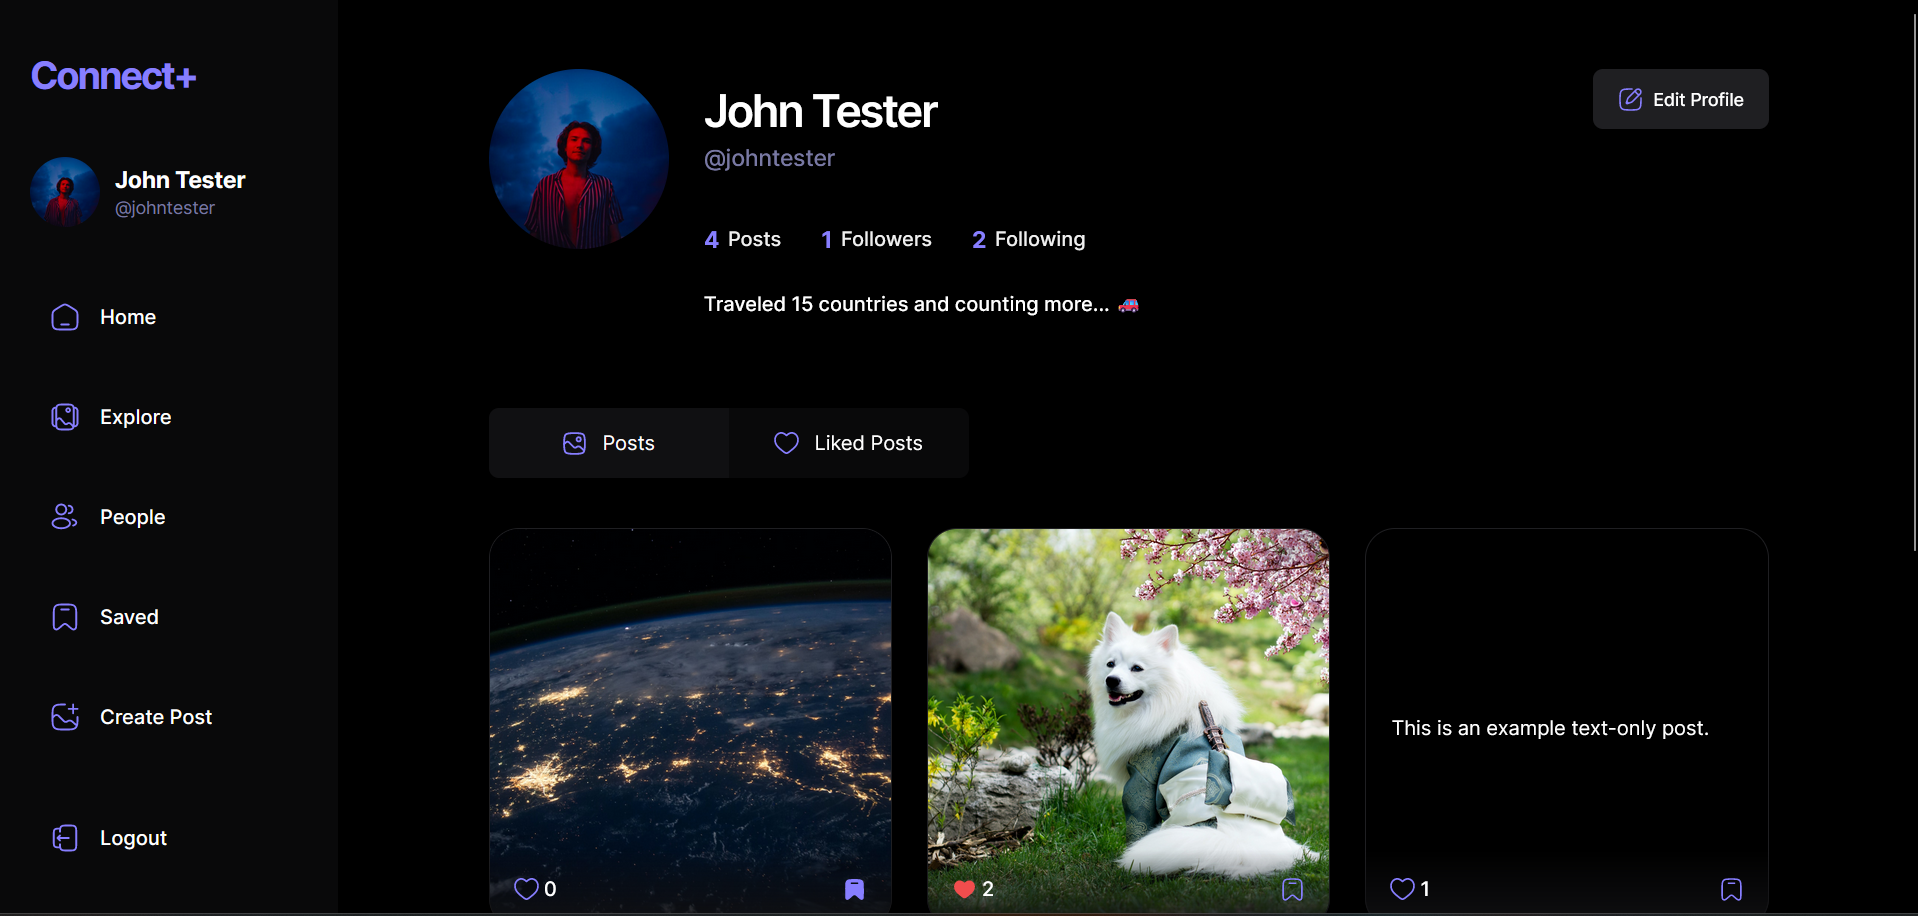 Connect+
John Tester
@johntester
Home
Explore
People
Saved
Create Post
Logout
John Tester
@johntester
Edit Profile
4 Posts 1 Followers 2 Following
Traveled 15 countries and counting more... 🚗
Posts Liked Posts
This is an example text-only post.
0 2 1